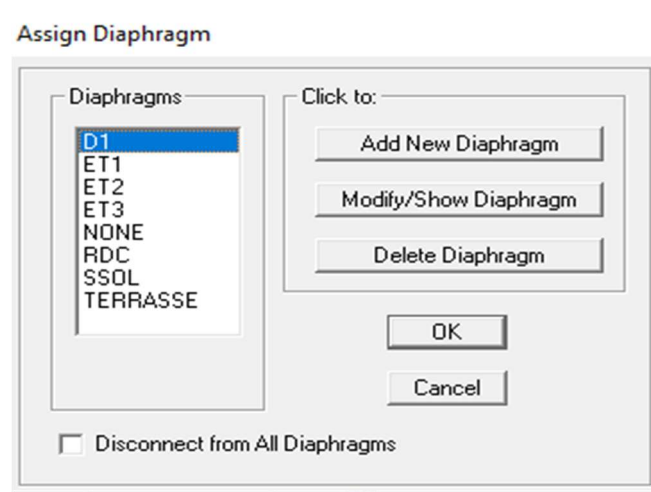 Assign Diaphragm
Diaphragms
D1
ET1
ET2
ET3
NONE
RDC
SSOL
TERRASSE
Click to:
Add New Diaphragm
Modify/Show Diaphragm
Delete Diaphragm
OK
Cancel
Disconnect from All Diaphragms